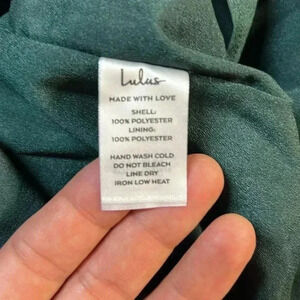 Lulus
MADE WITH LOVE
SHELL:
100% POLYESTER
LINING:
100% POLYESTER
HAND WASH COLD
DO NOT BLEACH
LINE DRY
IRON LOW HEAT